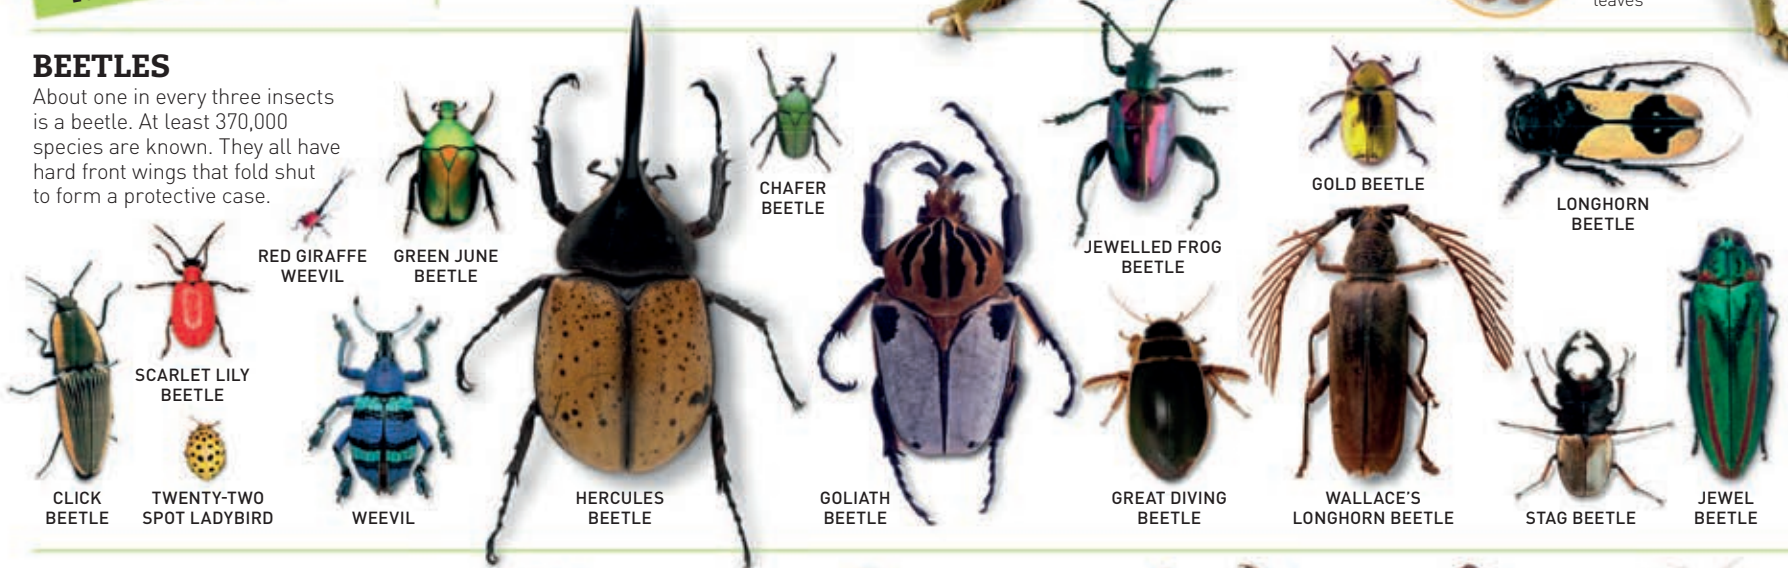 leaves
BEETLES
About one in every three insects
is a beetle. At least 370,000
species are known. They all have
hard front wings that fold shut
to form a protective case.
RED GIRAFFE
WEEVIL
GREEN JUNE
BEETLE
CHAFER
BEETLE
JEWELLED FROG
BEETLE
GOLD BEETLE
LONGHORN
BEETLE
SCARLET LILY
BEETLE
CLICK
BEETLE
TWENTY-TWO
SPOT LADYBIRD
WEEVIL
HERCULES
BEETLE
GOLIATH
BEETLE
GREAT DIVING
BEETLE
WALLACE'S
LONGHORN BEETLE
STAG BEETLE
JEWEL
BEETLE